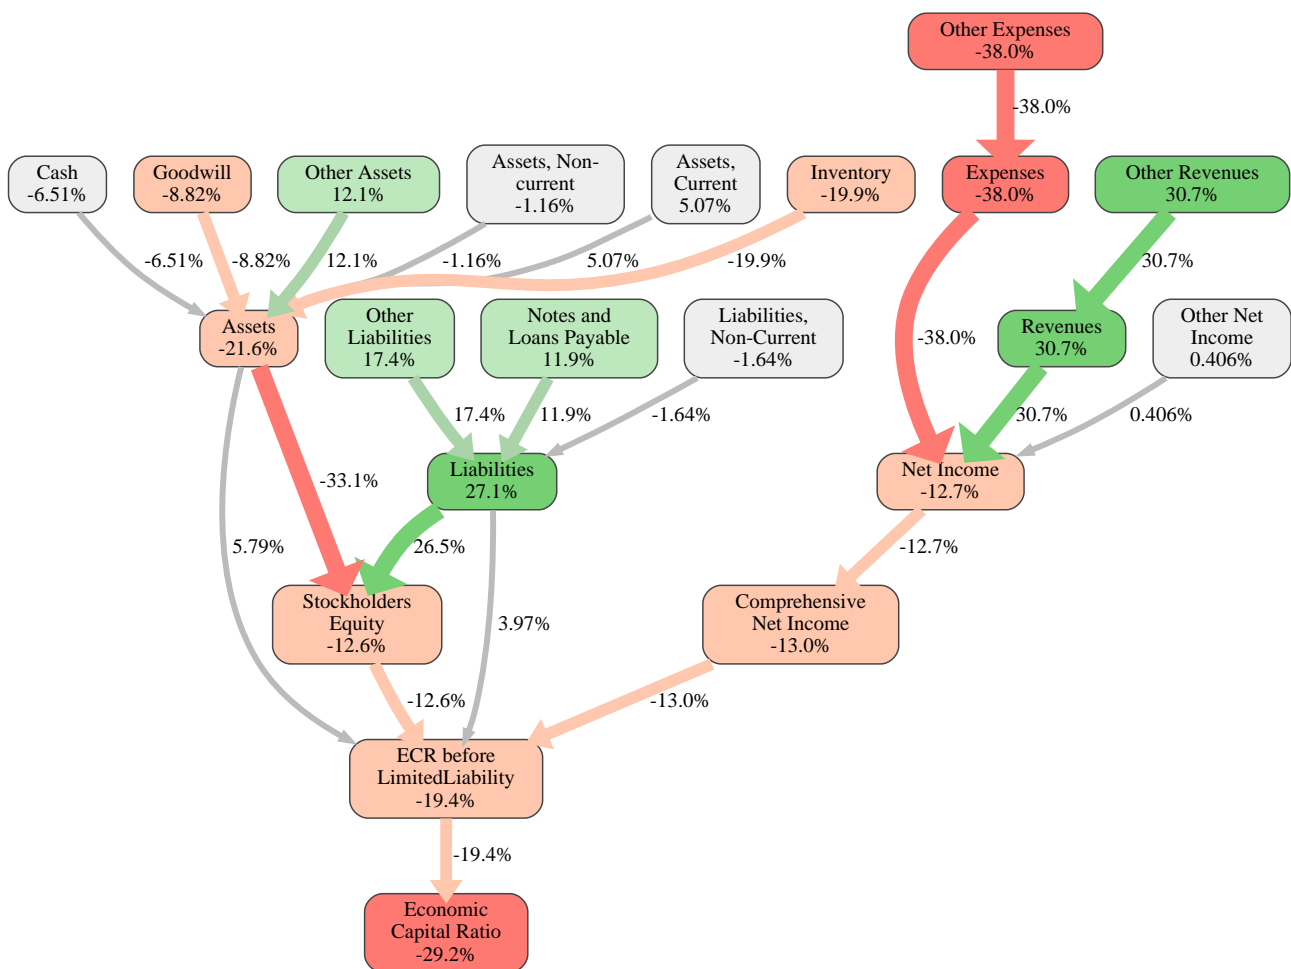 Other Expenses
-38.0%
-38.0%
Cash
-6.51%
Goodwill
-8.82%
Other Assets
12.1%
Assets, Non-
current
-1.16%
Assets,
Current
5.07%
Inventory
-19.9%
Expenses
-38.0%
Other Revenues
30.7%
-6.51%
-8.82%
12.1%
-1.16%
5.07%
-19.9%
30.7%
Assets
-21.6%
Other
Liabilities
17.4%
Notes and
Loans Payable
11.9%
Liabilities,
Non-Current
-1.64%
-38.0%
Revenues
30.7%
Other Net
Income
0.406%
17.4%
11.9%
-1.64%
30.7%
0.406%
-33.1%
Liabilities
27.1%
Net Income
-12.7%
5.79%
26.5%
-12.7%
Stockholders
Equity
-12.6%
3.97%
Comprehensive
Net Income
-13.0%
-12.6%
-13.0%
ECR before
LimitedLiability
-19.4%
-19.4%
Economic
Capital Ratio
-29.2%